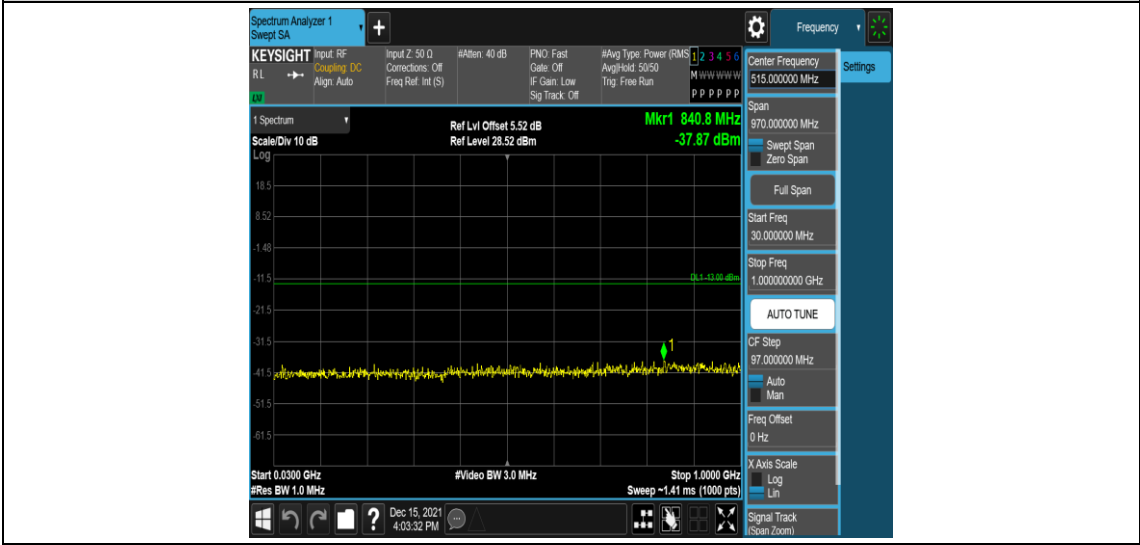 Spectrum Analyzer 1
Swept SA
+
Frequency
KEYSIGHT
RL
LM
Input: RF
Coupling: DC
Align: Auto
Input Z: 50 Ω
Corrections: Off
Freq Ref: Int (S)
#Atten: 40 dB
PNO: Fast
Gate: Off
IF Gain: Low
Sig Track: Off
#Avg Type: Power (RMS
Avg|Hold: 50/50
Trig: Free Run
1 2 3 4 5 6
M W W W W W
P P P P P P
1 Spectrum
Scale/Div 10 dB
Log
Ref Lvl Offset 5.52 dB
Ref Level 28.52 dBm
Mkr1 840.8 MHz
-37.87 dBm
18.5
8.52
-1.48
-11.5
DL1 -13.00 dBm
-21.5
-31.5
1
-41.5
-51.5
-61.5
Start 0.0300 GHz
#Res BW 1.0 MHz
#Video BW 3.0 MHz
Stop 1.0000 GHz
Sweep ~1.41 ms (1000 pts)
?
Dec 15, 2021
4:03:32 PM
Center Frequency
515.000000 MHz
Settings
Span
970.000000 MHz
Swept Span
Zero Span
Full Span
Start Freq
30.000000 MHz
Stop Freq
1.000000000 GHz
AUTO TUNE
CF Step
97.000000 MHz
Auto
Man
Freq Offset
0 Hz
X Axis Scale
Log
Lin
Signal Track
(Span Zoom)